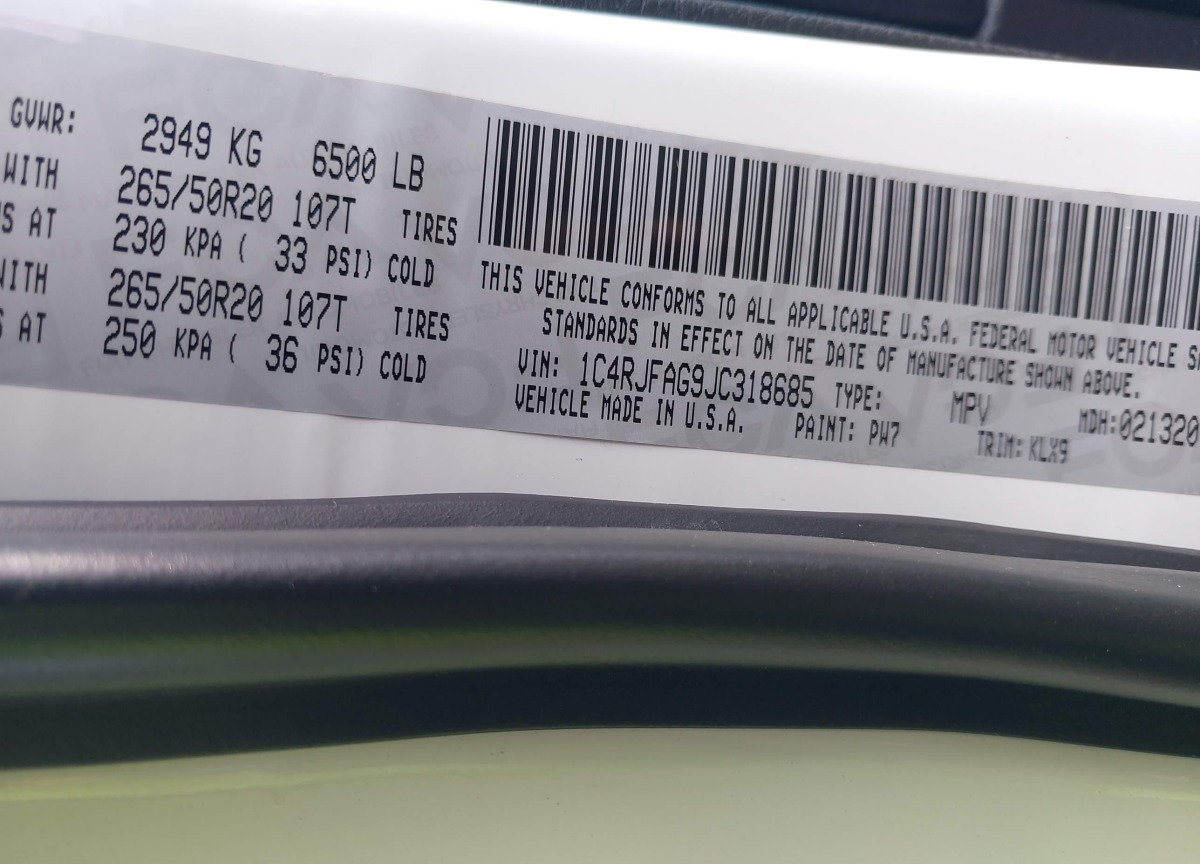 GVWR:
2949 KG 6500 LB
WITH 265/50R20 107T TIRES
AT 230 KPA ( 33 PSI) COLD
WITH 265/50R20 107T TIRES
AT 250 KPA ( 36 PSI) COLD
THIS VEHICLE CONFORMS TO ALL APPLICABLE U.S.A. FEDERAL MOTOR VEHICLE
STANDARDS IN EFFECT ON THE DATE OF MANUFACTURE SHOWN ABOVE.
VIN: 1C4RJFAG9JC318685 TYPE: MPV MDH:021320
VEHICLE MADE IN U.S.A. PAINT: PW7 TRIM: KLX9